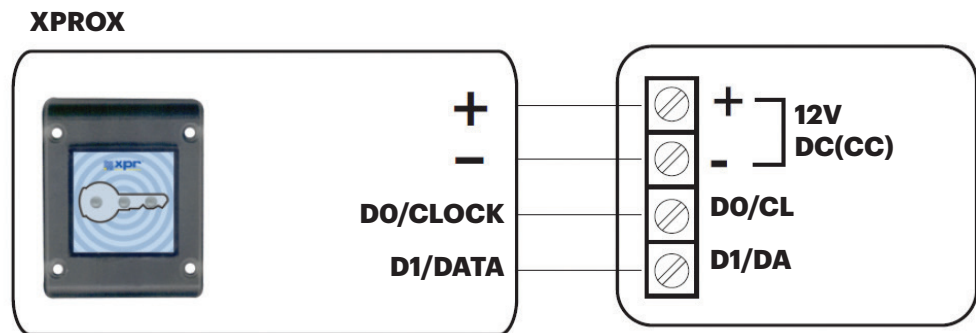 XPROX
xpr
+ +
− -
12V
DC(CC)
D0/CLOCK D0/CL
D1/DATA D1/DA